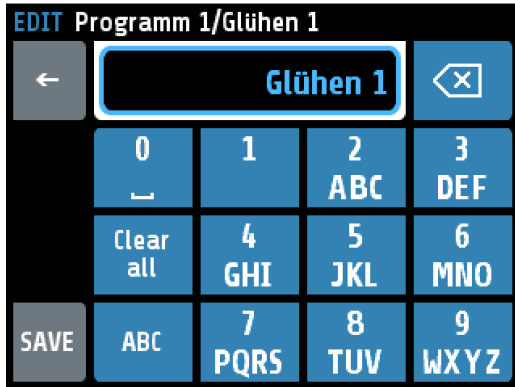 EDIT Programm 1/Glühen 1
←
Glühen 1
0
␣
1
2
ABC
3
DEF
Clear
all
4
GHI
5
JKL
6
MNO
SAVE
ABC
7
PQRS
8
TUV
9
WXYZ